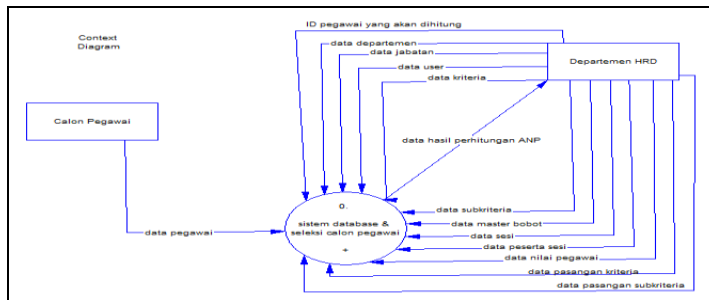 Context
Diagram
ID pegawai yang akan dihitung
data departemen
data jabatan
data user
data kriteria
Departemen HRD
Calon Pegawai
data hasil perhitungan ANP
0.
sistem database &
seleksi calon pegawai
+
data pegawai
data subkriteria
data master bobot
data sesi
data peserta sesi
data nilai pegawai
data pasangan kriteria
data pasangan subkriteria